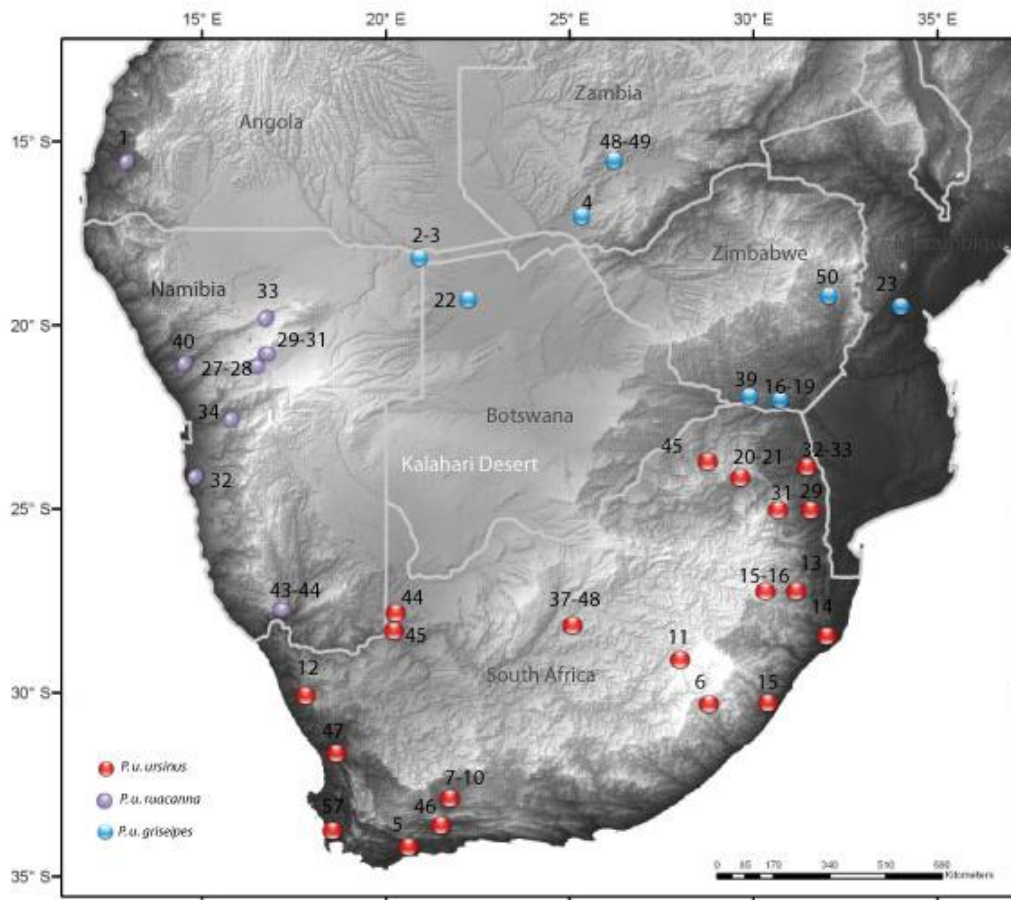 15° E 20° E 25° E 30° E 35° E
Zambia
Angola
15° S
1
48-49
4
2-3
Zimbabwe
Mozambique
Namibia
33
22
50
23
20° S
40
29-31
27-28
39
16-19
34
Botswana
45
20-21
32-33
Kalahari Desert
32
31
29
25° S
13
15-16
43-44
44
37-48
14
45
11
12
South Africa
6
15
30° S
47
P. u. ursinus
7-10
P. u. ruacanna
57
46
5
P. u. griseipes
35° S
0 85 170 340 510 680
Kilometers